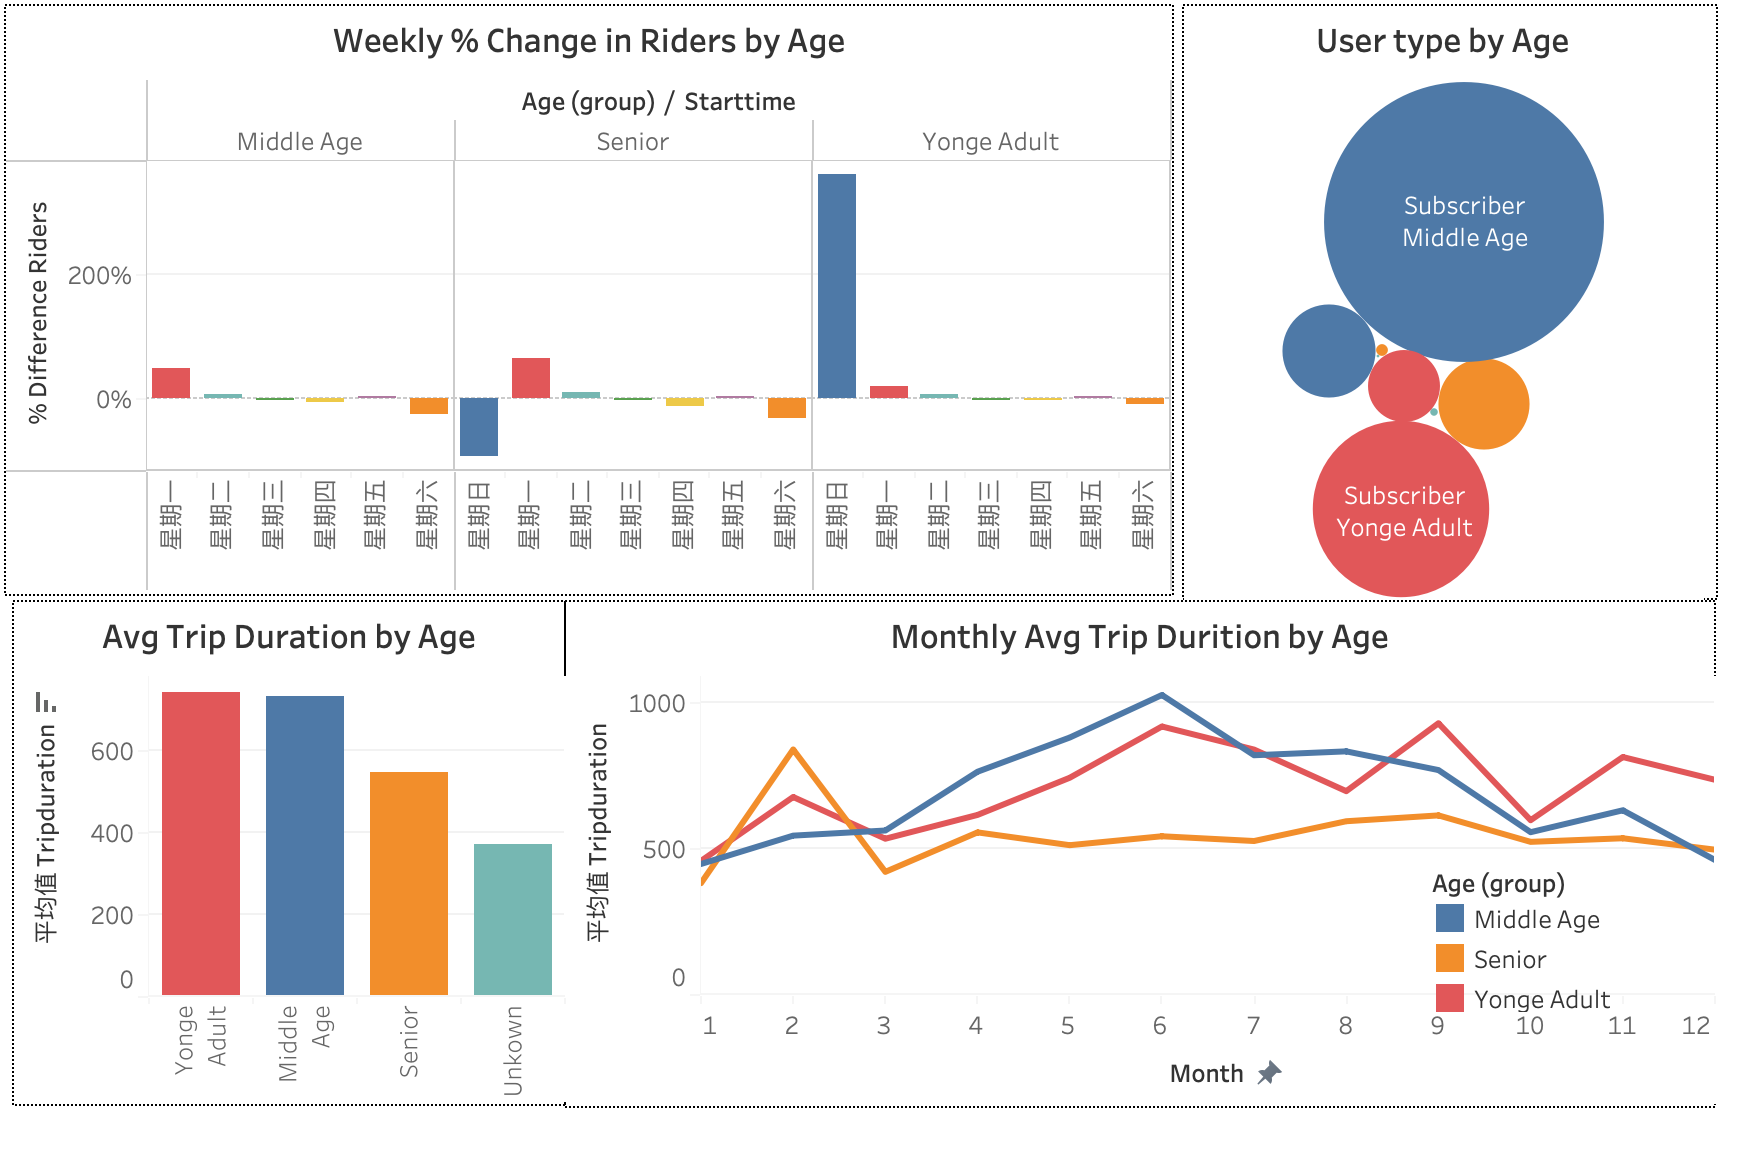 Weekly % Change in Riders by Age
Age (group) / Starttime
Middle Age
Senior
Yonge Adult
% Difference Riders
200%
0%
星期一
星期二
星期三
星期四
星期五
星期六
星期日
星期一
星期二
星期三
星期四
星期五
星期六
星期日
星期一
星期二
星期三
星期四
星期五
星期六
User type by Age
Subscriber
Middle Age
Subscriber
Yonge Adult
Avg Trip Duration by Age
平均值 Tripduration
600
400
200
0
Yonge
Adult
Middle
Age
Senior
Unkown
Monthly Avg Trip Durition by Age
平均值 Tripduration
1000
500
0
Age (group)
Middle Age
Senior
Yonge Adult
1 2 3 4 5 6 7 8 9 10 11 12
Month